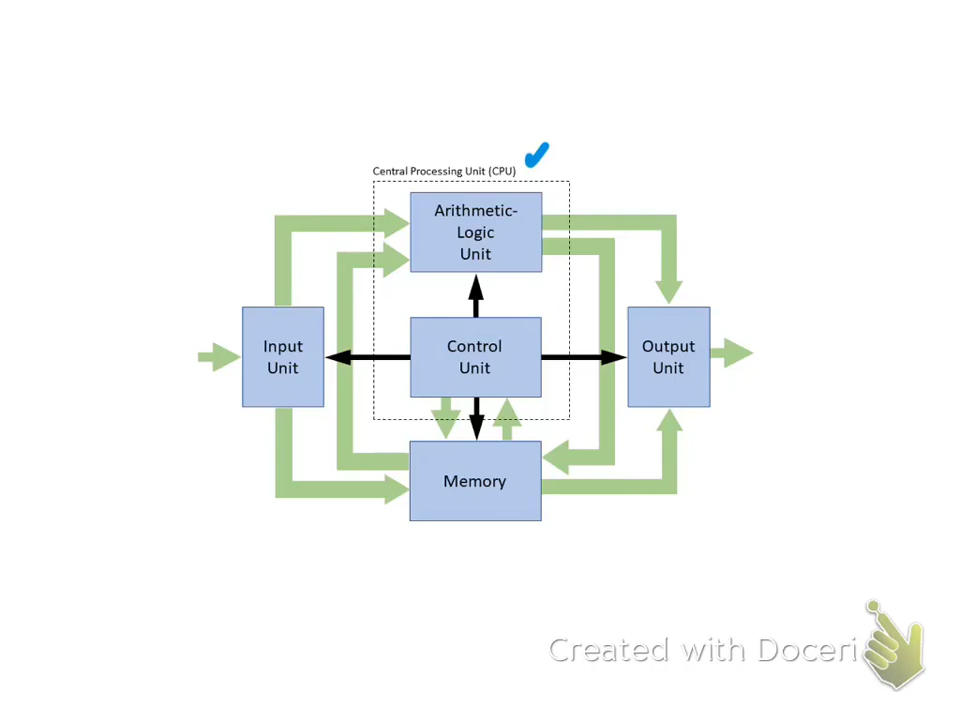 Central Processing Unit (CPU)
Arithmetic-
Logic
Unit
Input
Unit
Control
Unit
Output
Unit
Memory
Created with Doceri